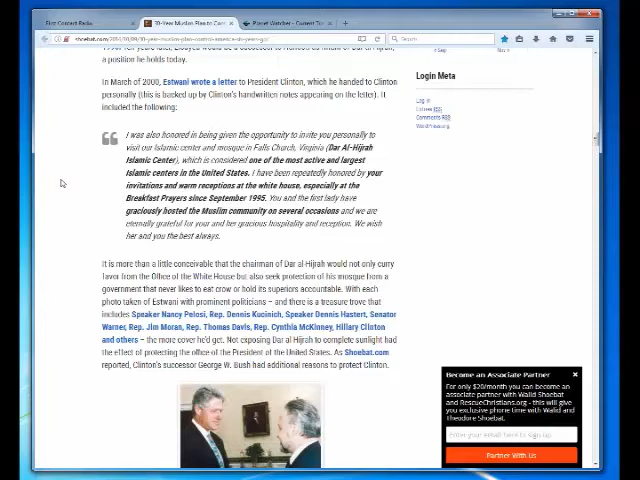 First Contact Radio
30-Year Muslim Plan to Con
Planet Watcher - Current To
Search
a position he holds today.
In March of 2000, Estwani wrote a letter to President Clinton, which he handed to Clinton
personally (this is backed up by Clinton's handwritten notes appearing on the letter). It
included the following:
I was also honored in being given the opportunity to invite you personally to
visit our Islamic center and mosque in Falls Church, Virginia (Dar Al-Hijrah
Islamic Center), which is considered one of the most active and largest
Islamic centers in the United States. I have been repeatedly honored by your
invitations and warm receptions at the white house, especially at the
Breakfast Prayers since September 1995. You and the first lady have
graciously hosted the Muslim community on several occasions and we are
eternally grateful for your and her gracious hospitality and reception. We wish
her and you the best always.
It is more than a little conceivable that the chairman of Dar al-Hijrah would not only curry
favor from the Office of the White House but also seek protection of his mosque from a
government that never likes to eat crow or hold its superiors accountable. With each
photo taken of Estwani with prominent politicians – and there is a treasure trove that
includes Speaker Nancy Pelosi, Rep. Dennis Kucinich, Speaker Dennis Hastert, Senator
Warner, Rep. Jim Moran, Rep. Thomas Davis, Rep. Cynthia McKinney, Hillary Clinton
and others – the more cover he'd get. Not exposing Dar al Hijrah to complete sunlight had
the effect of protecting the office of the President of the United States. As Shoebat.com
reported, Clinton's successor George W. Bush had additional reasons to protect Clinton.
« Sep
Nov »
Login Meta
Log in
Entries RSS
Comments RSS
WordPress.org
Become an Associate Partner
For only $20/month you can become an
associate partner with Walid Shoebat
and RescueChristians.org - this will give
you exclusive phone time with Walid and
Theodore Shoebat.
Enter your email here to sign up.
Partner With Us